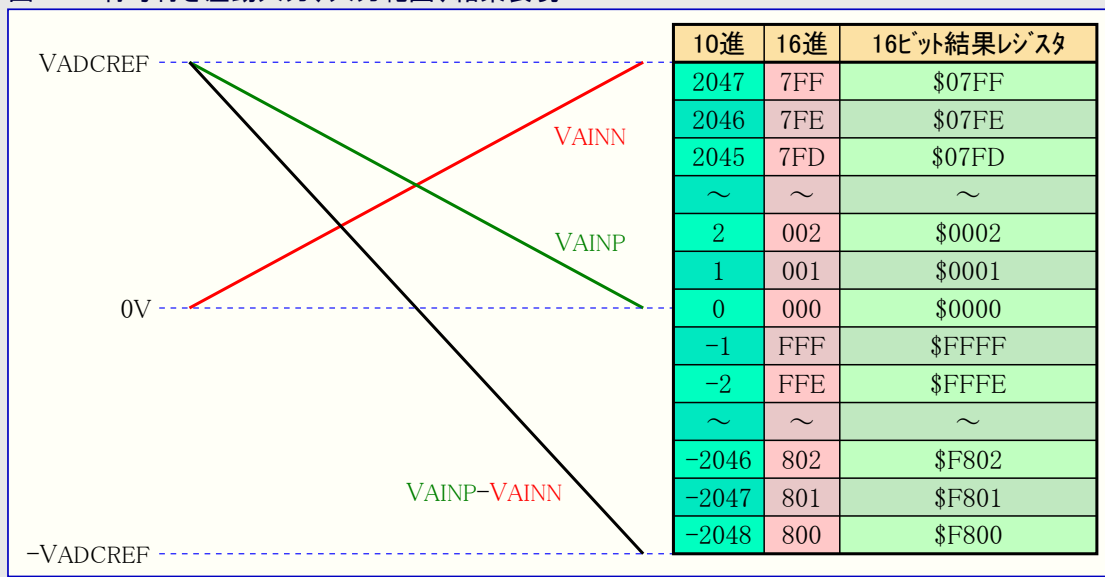 VADCREF
VAINN
VAINP
0V
VAINP-VAINN
-VADCREF
10進 16進 16ﾋﾞｯﾄ結果ﾚｼﾞｽﾀ
2047 7FF $07FF
2046 7FE $07FE
2045 7FD $07FD
～ ～ ～
2 002 $0002
1 001 $0001
0 000 $0000
-1 FFF $FFFF
-2 FFE $FFFE
～ ～ ～
-2046 802 $F802
-2047 801 $F801
-2048 800 $F800